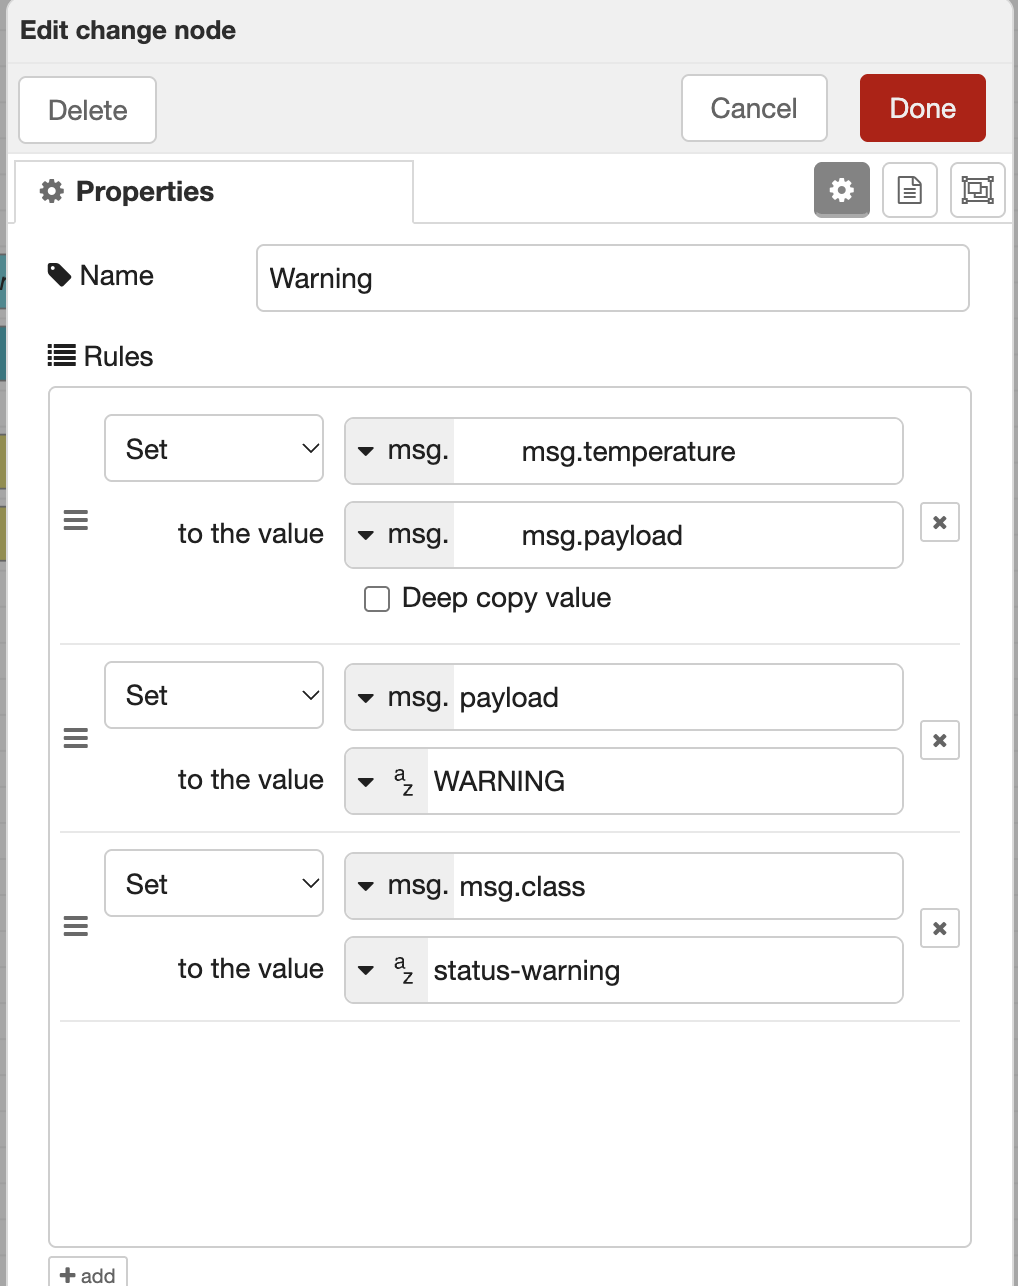 Edit change node
Delete
Cancel
Done
Properties
Name
Warning
Rules
Set
msg.
msg.temperature
to the value
msg.
msg.payload
Deep copy value
Set
msg. payload
to the value
az WARNING
Set
msg. msg.class
to the value
az status-warning
+ add